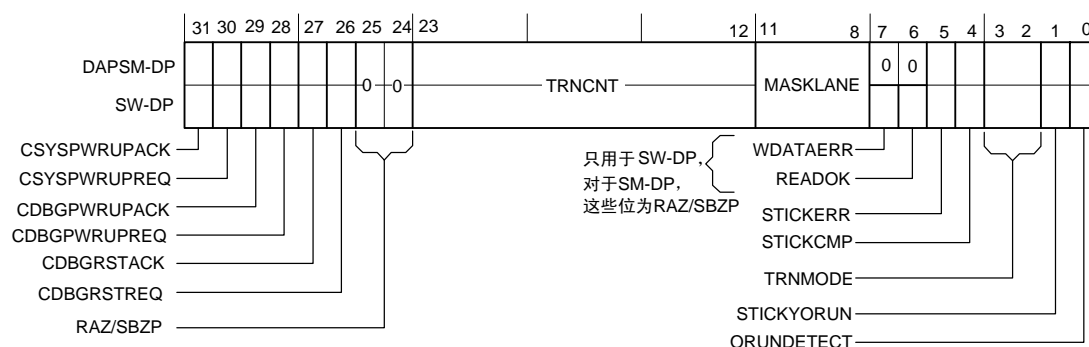 31 30 29 28 27 26 25 24 23 12 11 8 7 6 5 4 3 2 1 0
DAPSM-DP 0 0
0 0 TRNCNT MASKLANE
SW-DP
CSYSPWRUPACK
CSYSPWRUPREQ
CDBGPWRUPACK
CDBGPWRUPREQ
CDBGRSTACK
CDBGRSTREQ
RAZ/SBZP
只用于 SW-DP，
对于SM-DP，
这些位为RAZ/SBZP
WDATAERR
READOK
STICKERR
STICKCMP
TRNMODE
STICKYORUN
ORUNDETECT